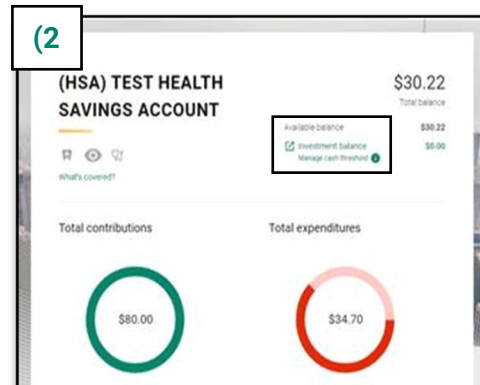 (2
(HSA) TEST HEALTH
SAVINGS ACCOUNT
$30.22
Total balance
Available balance $30.22
Investment balance $0.00
Manage cash threshold i
What's covered?
Total contributions
Total expenditures
$80.00
$34.70